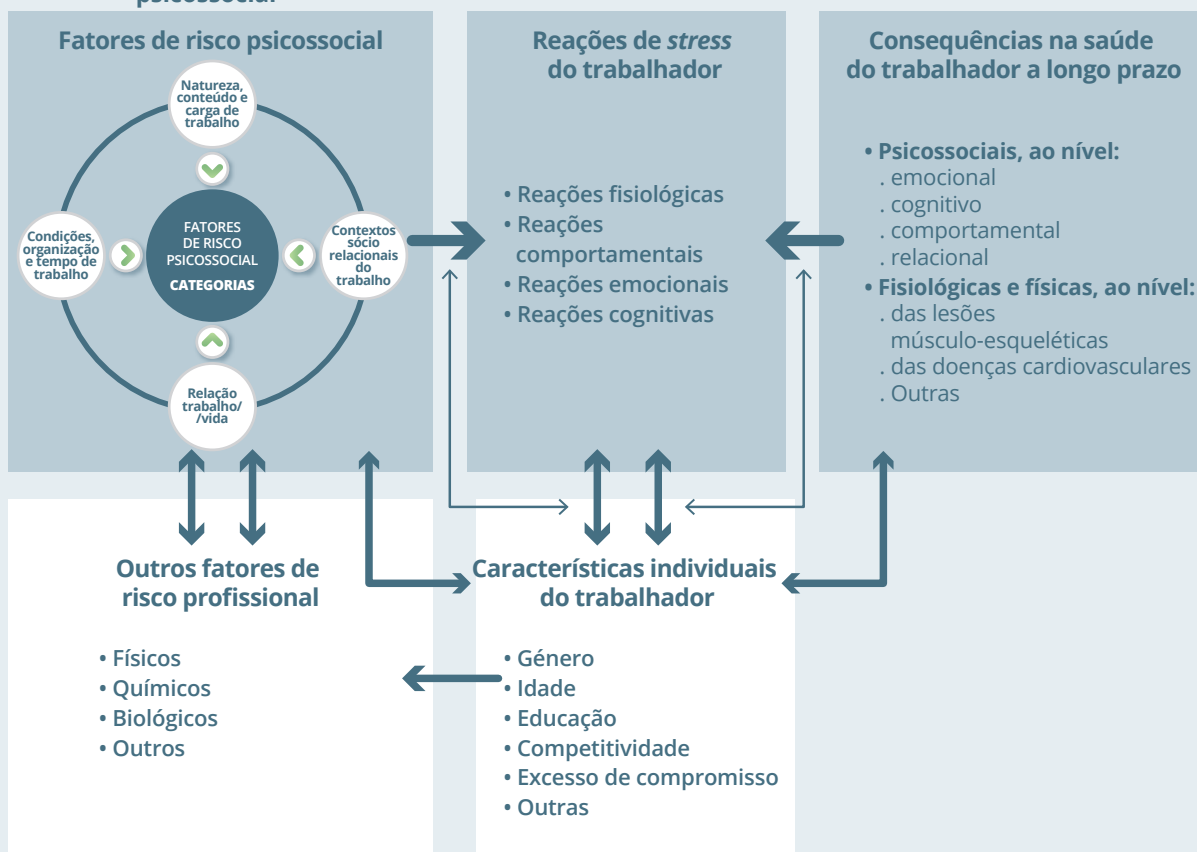 psicossocial
Fatores de risco psicossocial
Natureza,
conteúdo e
carga de
trabalho
Condições,
organização
e tempo de
trabalho
FATORES
DE RISCO
PSICOSSOCIAL
CATEGORIAS
Contextos
sócio
relacionais
do
trabalho
Relação
trabalho/
/vida
Reações de stress
do trabalhador
• Reações fisiológicas
• Reações
comportamentais
• Reações emocionais
• Reações cognitivas
Consequências na saúde
do trabalhador a longo prazo
• Psicossociais, ao nível:
. emocional
. cognitivo
. comportamental
. relacional
• Fisiológicas e físicas, ao nível:
. das lesões
músculo-esqueléticas
. das doenças cardiovasculares
. Outras
Outros fatores de
risco profissional
• Físicos
• Químicos
• Biológicos
• Outros
Características individuais
do trabalhador
• Género
• Idade
• Educação
• Competitividade
• Excesso de compromisso
• Outras